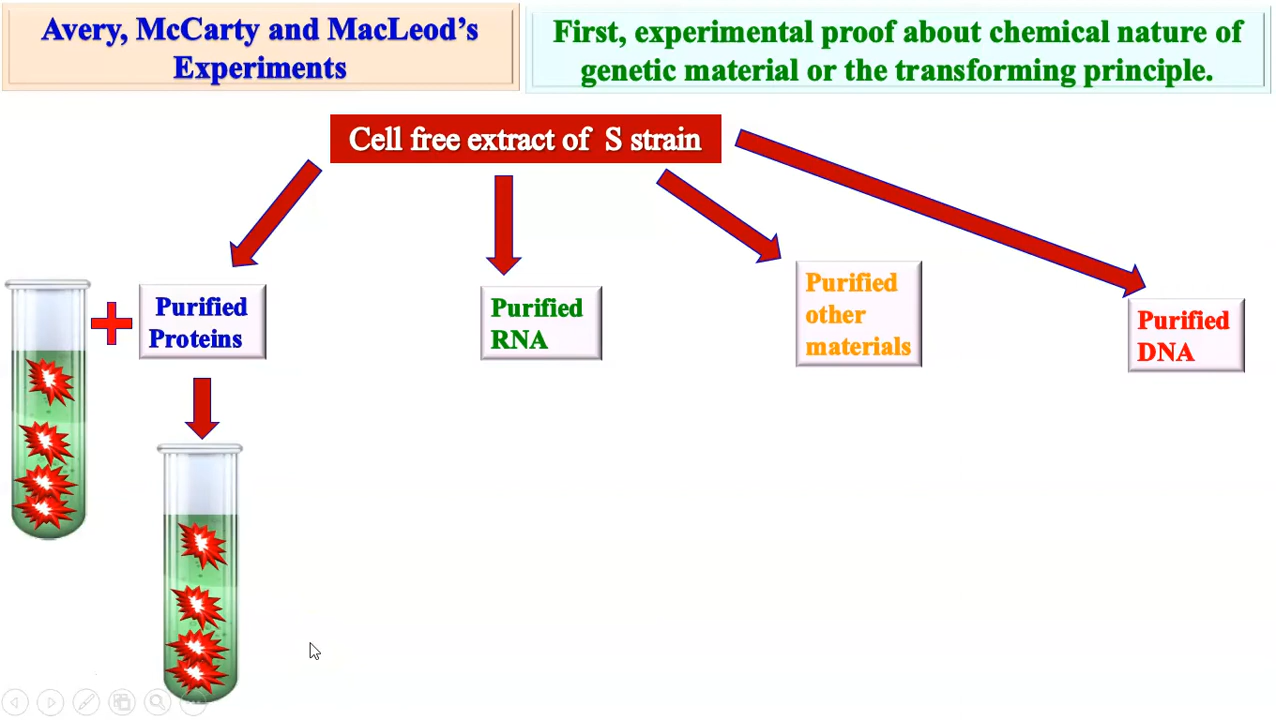 Avery, McCarty and MacLeod's
Experiments
First, experimental proof about chemical nature of
genetic material or the transforming principle.
Cell free extract of S strain
Purified
Proteins
Purified
RNA
Purified
other
materials
Purified
DNA